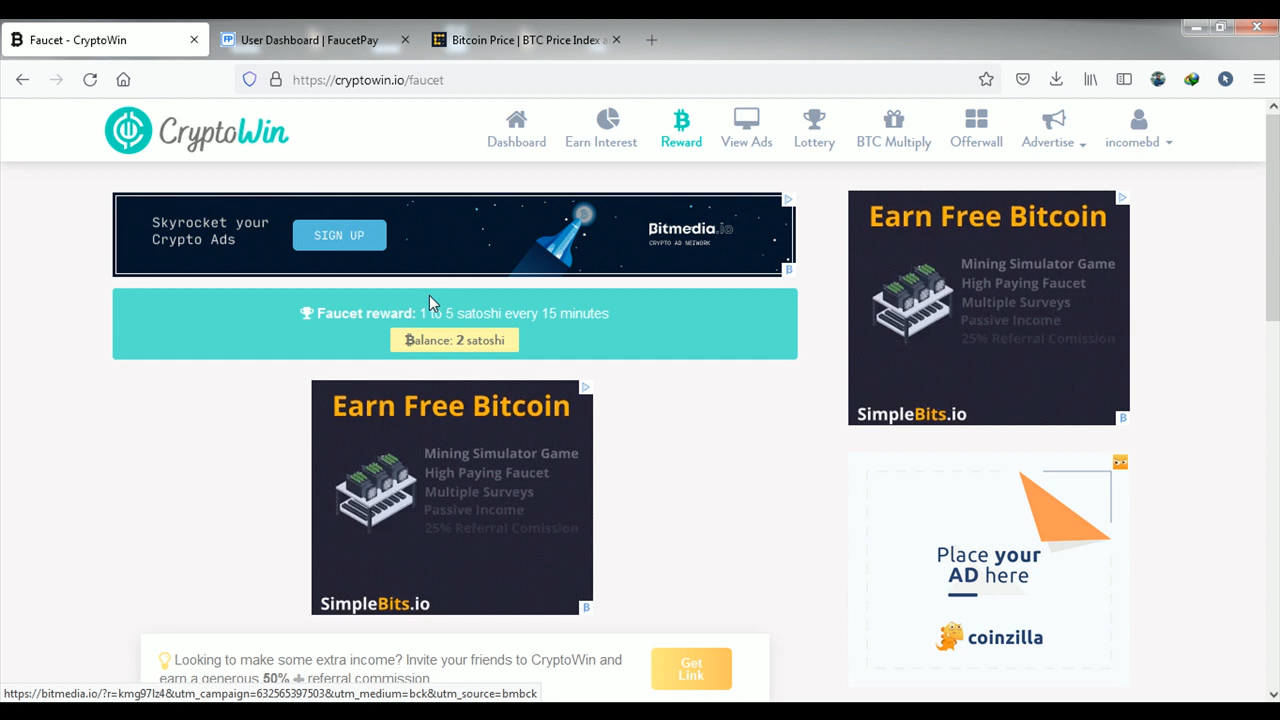 Faucet - CryptoWin
User Dashboard | FaucetPay
Bitcoin Price | BTC Price Index a
https://cryptowin.io/faucet
CryptoWin
Dashboard
Earn Interest
Reward
View Ads
Lottery
BTC Multiply
Offerwall
Advertise
incomebd
Skyrocket your
Crypto Ads
SIGN UP
Bitmedia.io
CRYPTO AD NETWORK
Faucet reward: 1 to 5 satoshi every 15 minutes
Balance: 2 satoshi
Earn Free Bitcoin
Mining Simulator Game
High Paying Faucet
Multiple Surveys
Passive Income
25% Referral Comission
SimpleBits.io
Earn Free Bitcoin
Mining Simulator Game
High Paying Faucet
Multiple Surveys
Passive Income
25% Referral Comission
SimpleBits.io
Place your
AD here
coinzilla
Looking to make some extra income? Invite your friends to CryptoWin and
earn a generous 50% referral commission
Get
Link
https://bitmedia.io/?r=kmg97lz4&utm_campaign=632565397503&utm_medium=bck&utm_source=bmbck